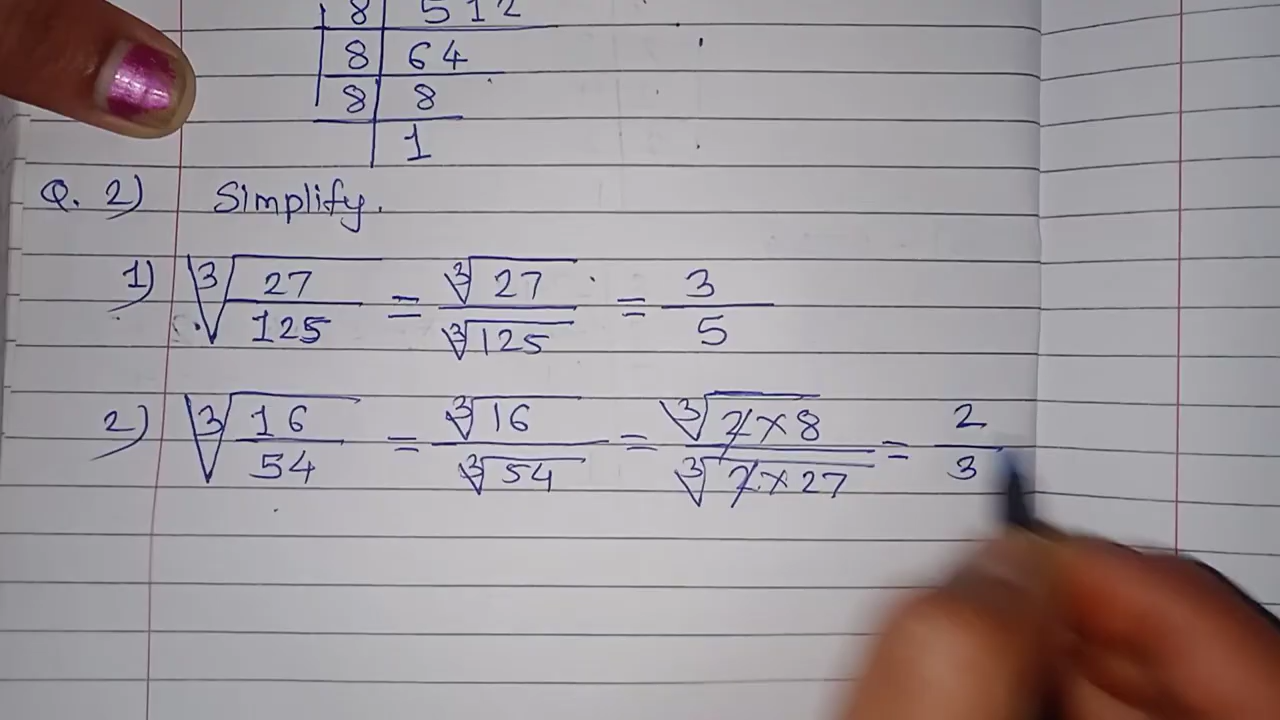 8 | 512
8 | 64
8 | 8
1
Q. 2) Simplify.
1) ∛(27/125) = ∛27/∛125 = 3/5
2) ∛(16/54) = ∛16/∛54 = ∛(2×8)/∛(2×27) = 2/3